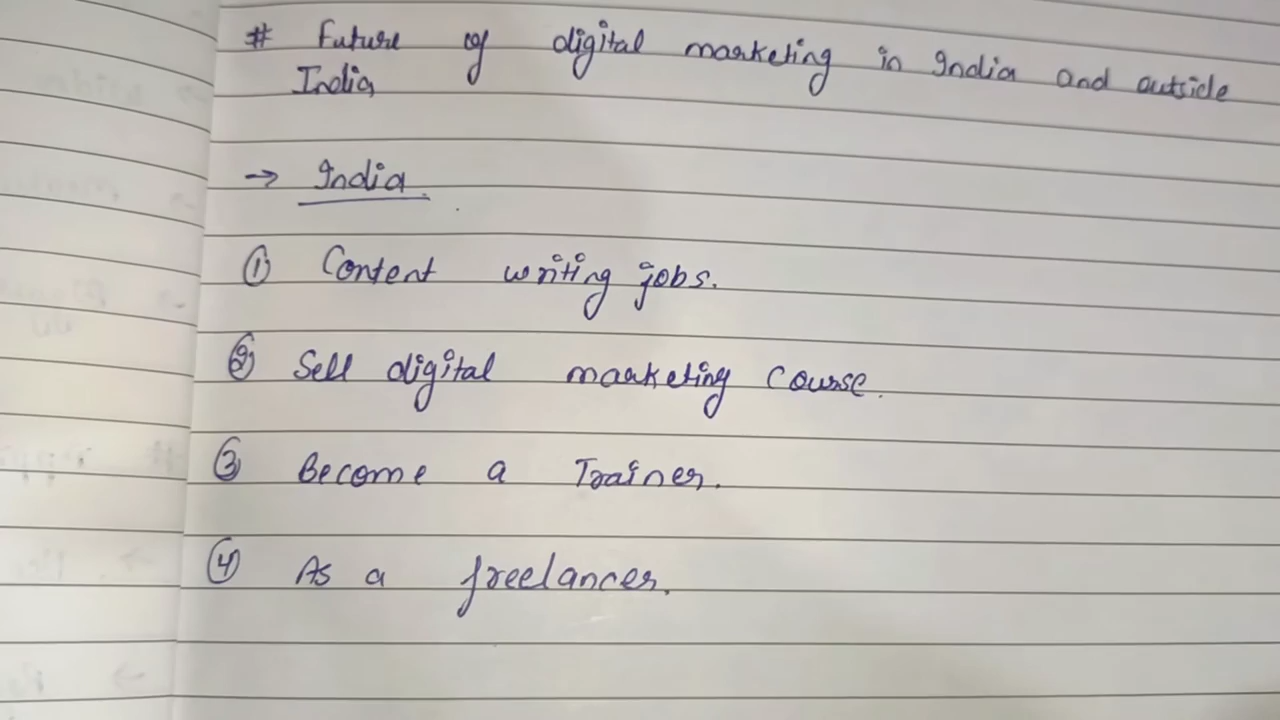 # Future of digital marketing in India and outside
India
→ India.
① Content writing jobs.
② Sell digital marketing course.
③ Become a Trainer.
④ As a freelancer.